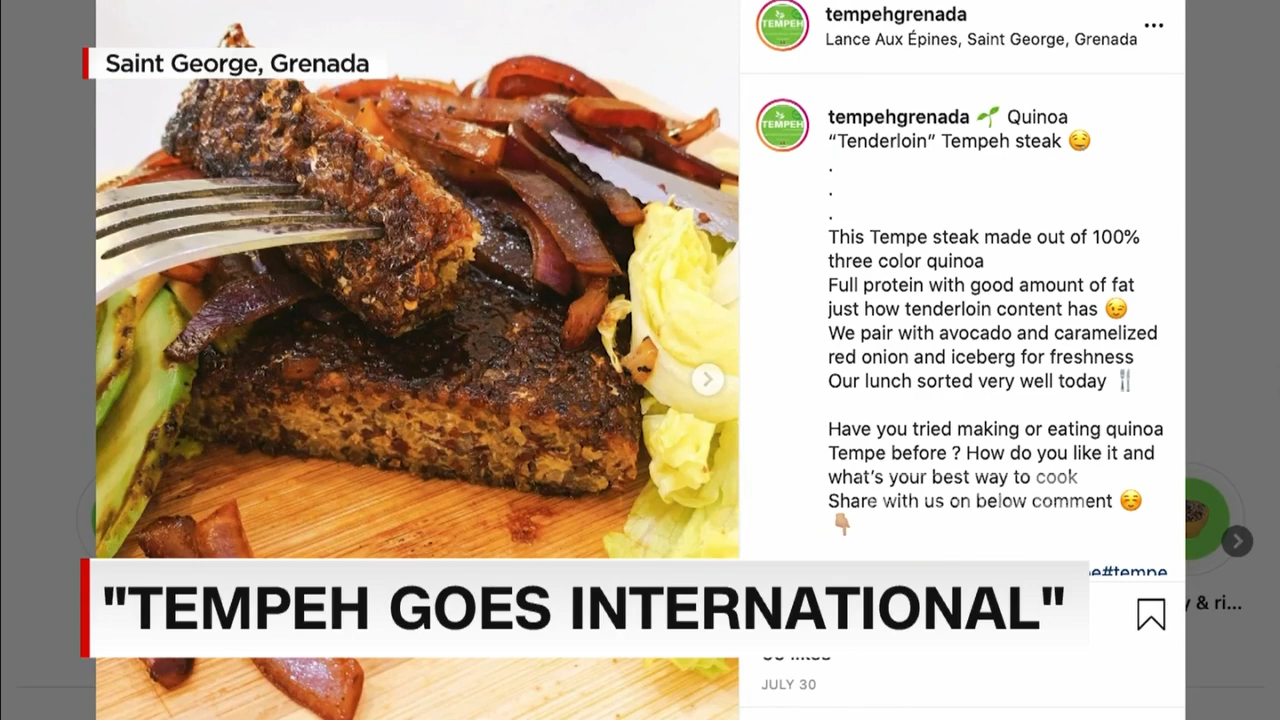 Saint George, Grenada
TEMPEH
tempehgrenada
Lance Aux Épines, Saint George, Grenada
TEMPEH
tempehgrenada 🌱 Quinoa
“Tenderloin” Tempeh steak 🤤
.
.
.
This Tempe steak made out of 100%
three color quinoa
Full protein with good amount of fat
just how tenderloin content has 😉
We pair with avocado and caramelized
red onion and iceberg for freshness
Our lunch sorted very well today 🍴
Have you tried making or eating quinoa
Tempe before ? How do you like it and
what’s your best way to cook
Share with us on below comment ☺️
👇🏼
e#tempe
"TEMPEH GOES INTERNATIONAL"
y & ri...
JULY 30